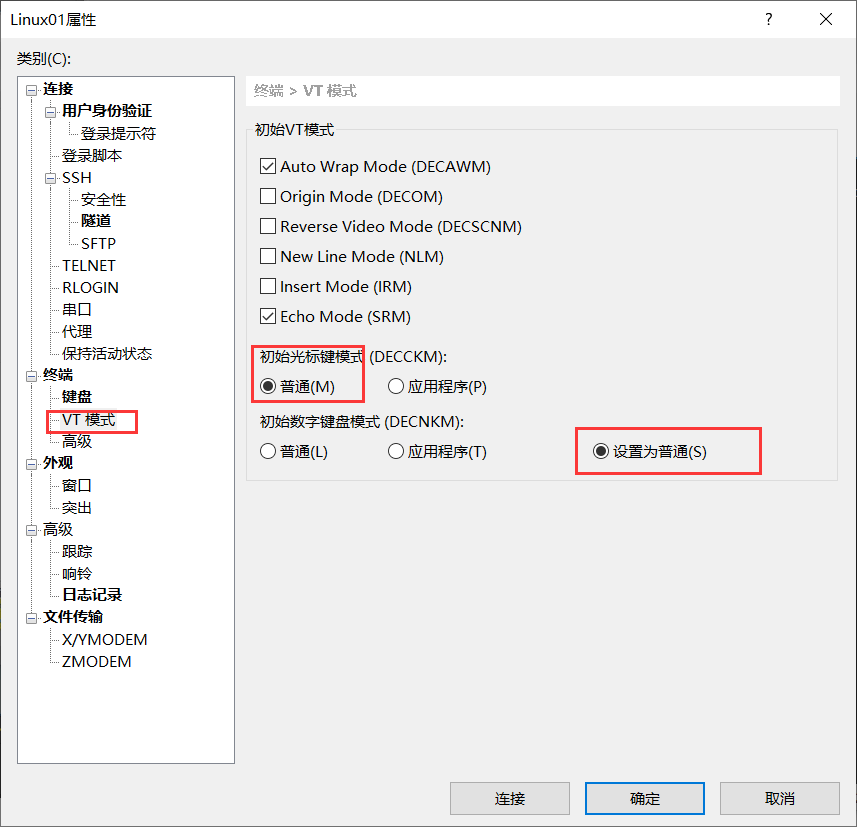 Linux01属性
?
类别(C):
连接
用户身份验证
登录提示符
登录脚本
SSH
安全性
隧道
SFTP
TELNET
RLOGIN
串口
代理
保持活动状态
终端
键盘
VT 模式
高级
外观
窗口
突出
高级
跟踪
响铃
日志记录
文件传输
X/YMODEM
ZMODEM
终端 > VT 模式
初始VT模式
Auto Wrap Mode (DECAWM)
Origin Mode (DECOM)
Reverse Video Mode (DECSCNM)
New Line Mode (NLM)
Insert Mode (IRM)
Echo Mode (SRM)
初始光标键模式 (DECCKM):
普通(M) 应用程序(P)
初始数字键盘模式 (DECNKM):
普通(L) 应用程序(T) 设置为普通(S)
连接 确定 取消